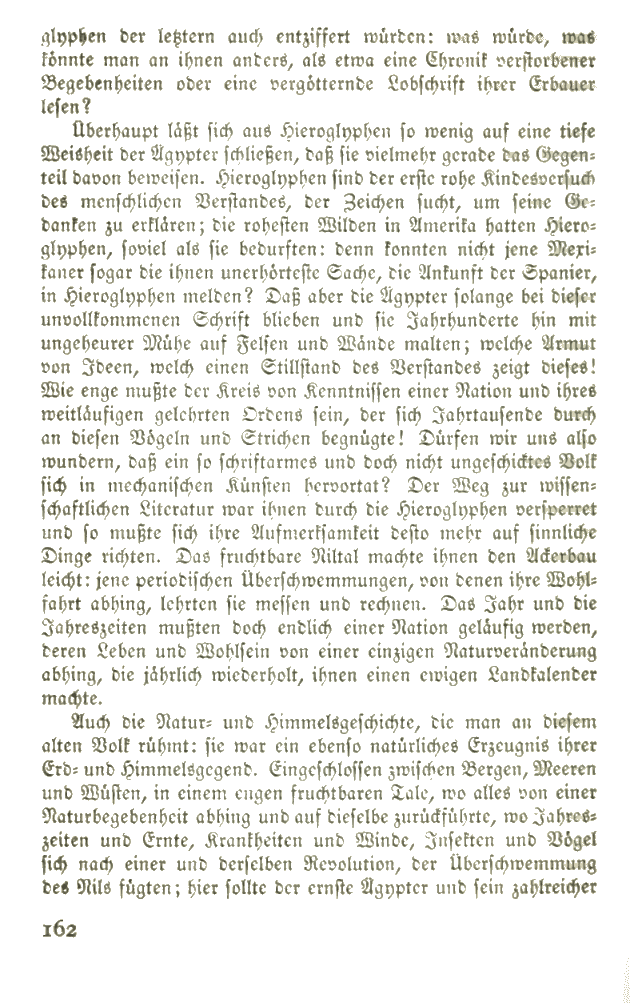 glyphen der letztern auch entziffert würden: was würde, was
könnte man an ihnen anders, als etwa eine Chronik verstorbener
Begebenheiten oder eine vergötternde Lobschrift ihrer Erbauer
lesen?
Überhaupt läßt sich aus Hieroglyphen so wenig auf eine tiefe
Weisheit der Ägypter schließen, daß sie vielmehr gerade das Gegen-
teil davon beweisen. Hieroglyphen sind der erste rohe Kindesversuch
des menschlichen Verstandes, der Zeichen sucht, um seine Ge-
danken zu erklären; die rohesten Wilden in Amerika hatten Hiero-
glyphen, soviel als sie bedurften: denn konnten nicht jene Mexi-
kaner sogar die ihnen unerhörteste Sache, die Ankunft der Spanier,
in Hieroglyphen melden? Daß aber die Ägypter solange bei dieser
unvollkommenen Schrift blieben und sie Jahrhunderte hin mit
ungeheurer Mühe auf Felsen und Wände malten; welche Armut
von Ideen, welch einen Stillstand des Verstandes zeigt dieses!
Wie enge mußte der Kreis von Kenntnissen einer Nation und ihres
weitläufigen gelehrten Ordens sein, der sich Jahrtausende durch
an diesen Vögeln und Strichen begnügte! Dürfen wir uns also
wundern, daß ein so schriftarmes und doch nicht ungeschicktes Volk
sich in mechanischen Künsten hervortat? Der Weg zur wissen-
schaftlichen Literatur war ihnen durch die Hieroglyphen versperret
und so mußte sich ihre Aufmerksamkeit desto mehr auf sinnliche
Dinge richten. Das fruchtbare Niltal machte ihnen den Ackerbau
leicht: jene periodischen Überschwemmungen, von denen ihre Wohl-
fahrt abhing, lehrten sie messen und rechnen. Das Jahr und die
Jahreszeiten mußten doch endlich einer Nation geläufig werden,
deren Leben und Wohlsein von einer einzigen Naturveränderung
abhing, die jährlich wiederholt, ihnen einen ewigen Landkalender
machte.
Auch die Natur- und Himmelsgeschichte, die man an diesem
alten Volk rühmt: sie war ein ebenso natürliches Erzeugnis ihrer
Erd- und Himmelsgegend. Eingeschlossen zwischen Bergen, Meeren
und Wüsten, in einem engen fruchtbaren Tale, wo alles von einer
Naturbegebenheit abhing und auf dieselbe zurückführte, wo Jahres-
zeiten und Ernte, Krankheiten und Winde, Insekten und Vögel
sich nach einer und derselben Revolution, der Überschwemmung
des Nils fügten; hier sollte der ernste Ägypter und sein zahlreicher
162